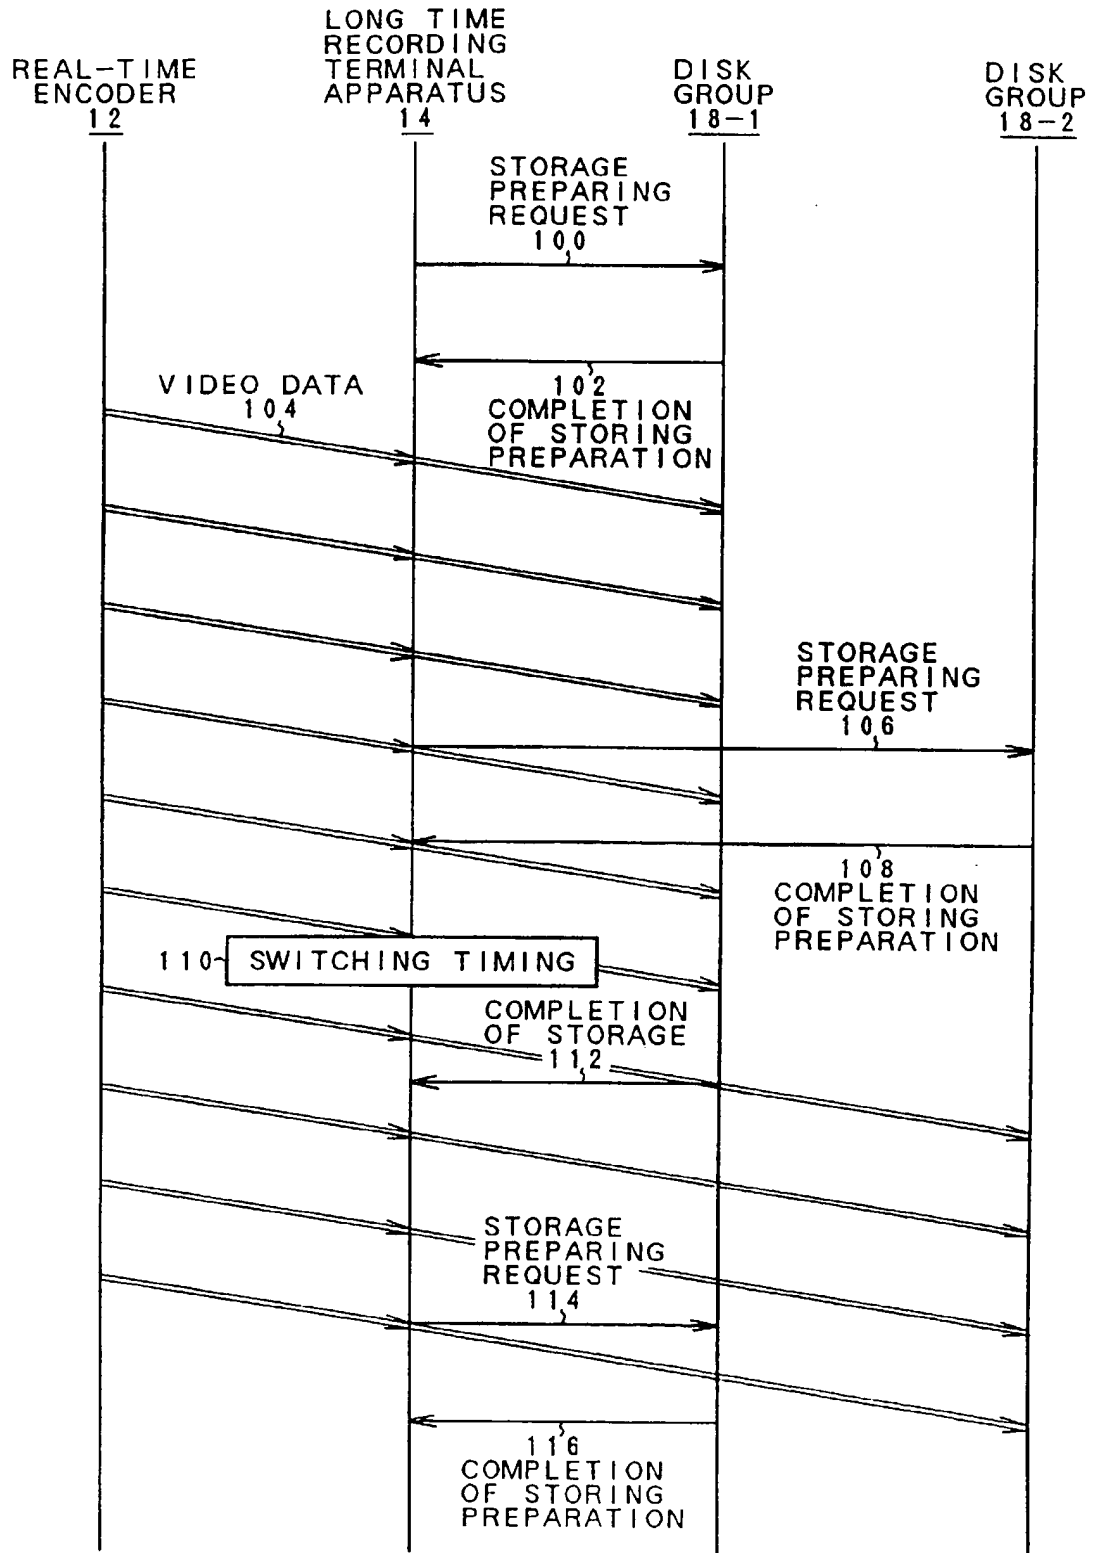 REAL-TIME
ENCODER
12
LONG TIME
RECORDING
TERMINAL
APPARATUS
14
DISK
GROUP
18-1
DISK
GROUP
18-2
STORAGE
PREPARING
REQUEST
100
102
COMPLETION
OF STORING
PREPARATION
VIDEO DATA
104
STORAGE
PREPARING
REQUEST
106
108
COMPLETION
OF STORING
PREPARATION
110
SWITCHING TIMING
COMPLETION
OF STORAGE
112
STORAGE
PREPARING
REQUEST
114
116
COMPLETION
OF STORING
PREPARATION